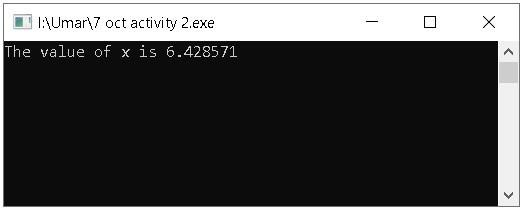 I:\Umar\7 oct activity 2.exe
The value of x is 6.428571